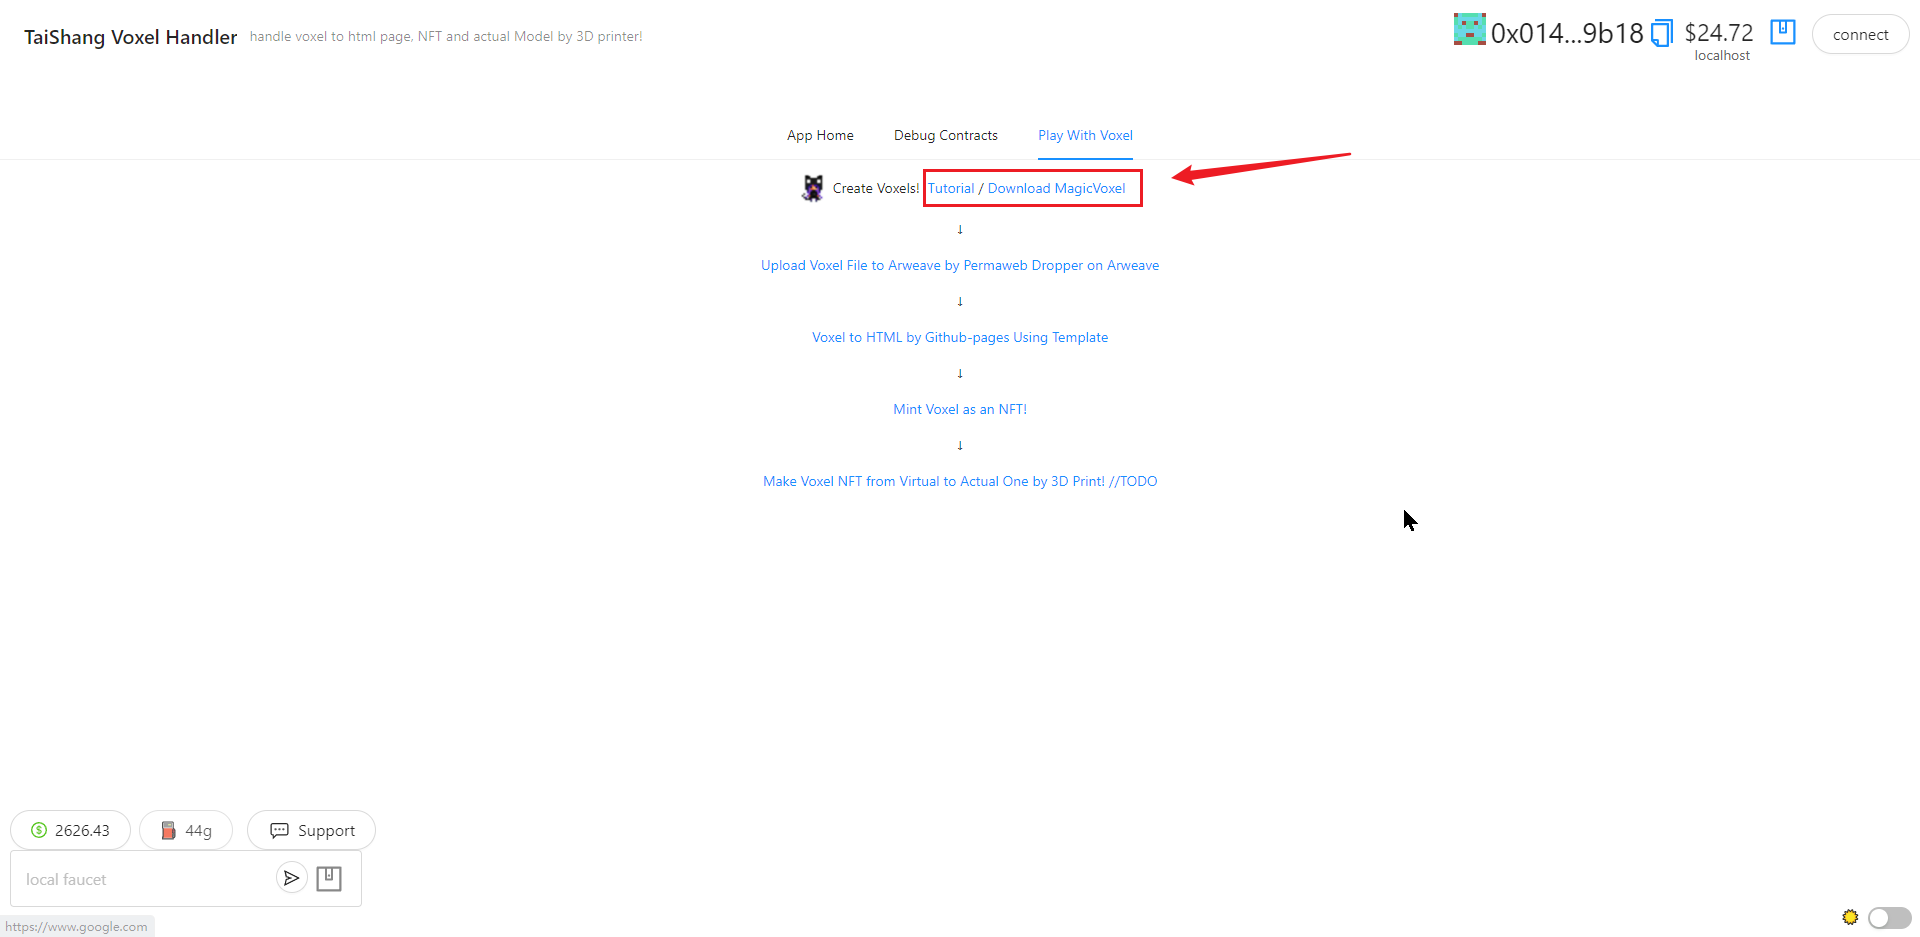 TaiShang Voxel Handler handle voxel to html page, NFT and actual Model by 3D printer!
0x014...9b18 $24.72 connect
localhost
App Home Debug Contracts Play With Voxel
Create Voxels! Tutorial / Download MagicVoxel
↓
Upload Voxel File to Arweave by Permaweb Dropper on Arweave
↓
Voxel to HTML by Github-pages Using Template
↓
Mint Voxel as an NFT!
↓
Make Voxel NFT from Virtual to Actual One by 3D Print! //TODO
2626.43 44g Support
local faucet
https://www.google.com